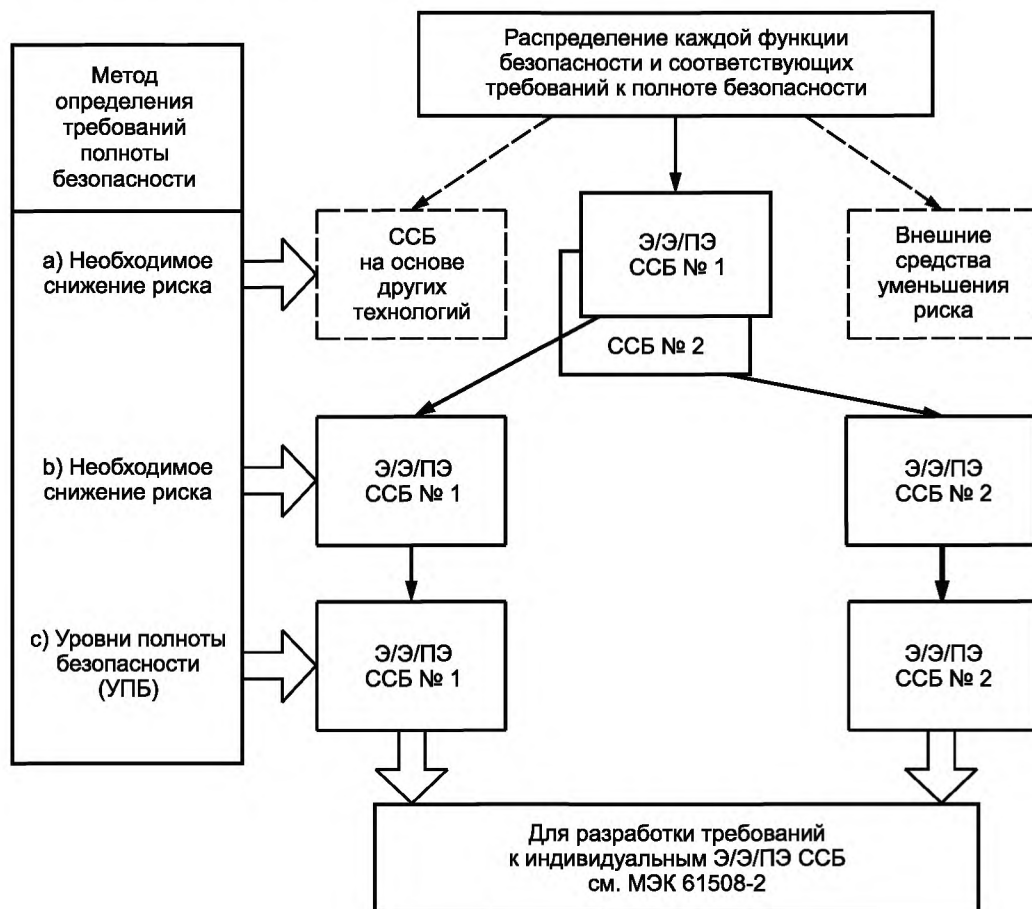 Распределение каждой функции
безопасности и соответствующих
требований к полноте безопасности
Метод
определения
требований
полноты
безопасности
a) Необходимое
снижение риска
ССБ
на основе
других
технологий
Э/Э/ПЭ
ССБ № 1
ССБ № 2
Внешние
средства
уменьшения
риска
b) Необходимое
снижение риска
Э/Э/ПЭ
ССБ № 1
Э/Э/ПЭ
ССБ № 2
c) Уровни полноты
безопасности
(УПБ)
Э/Э/ПЭ
ССБ № 1
Э/Э/ПЭ
ССБ № 2
Для разработки требований
к индивидуальным Э/Э/ПЭ ССБ
см. МЭК 61508-2